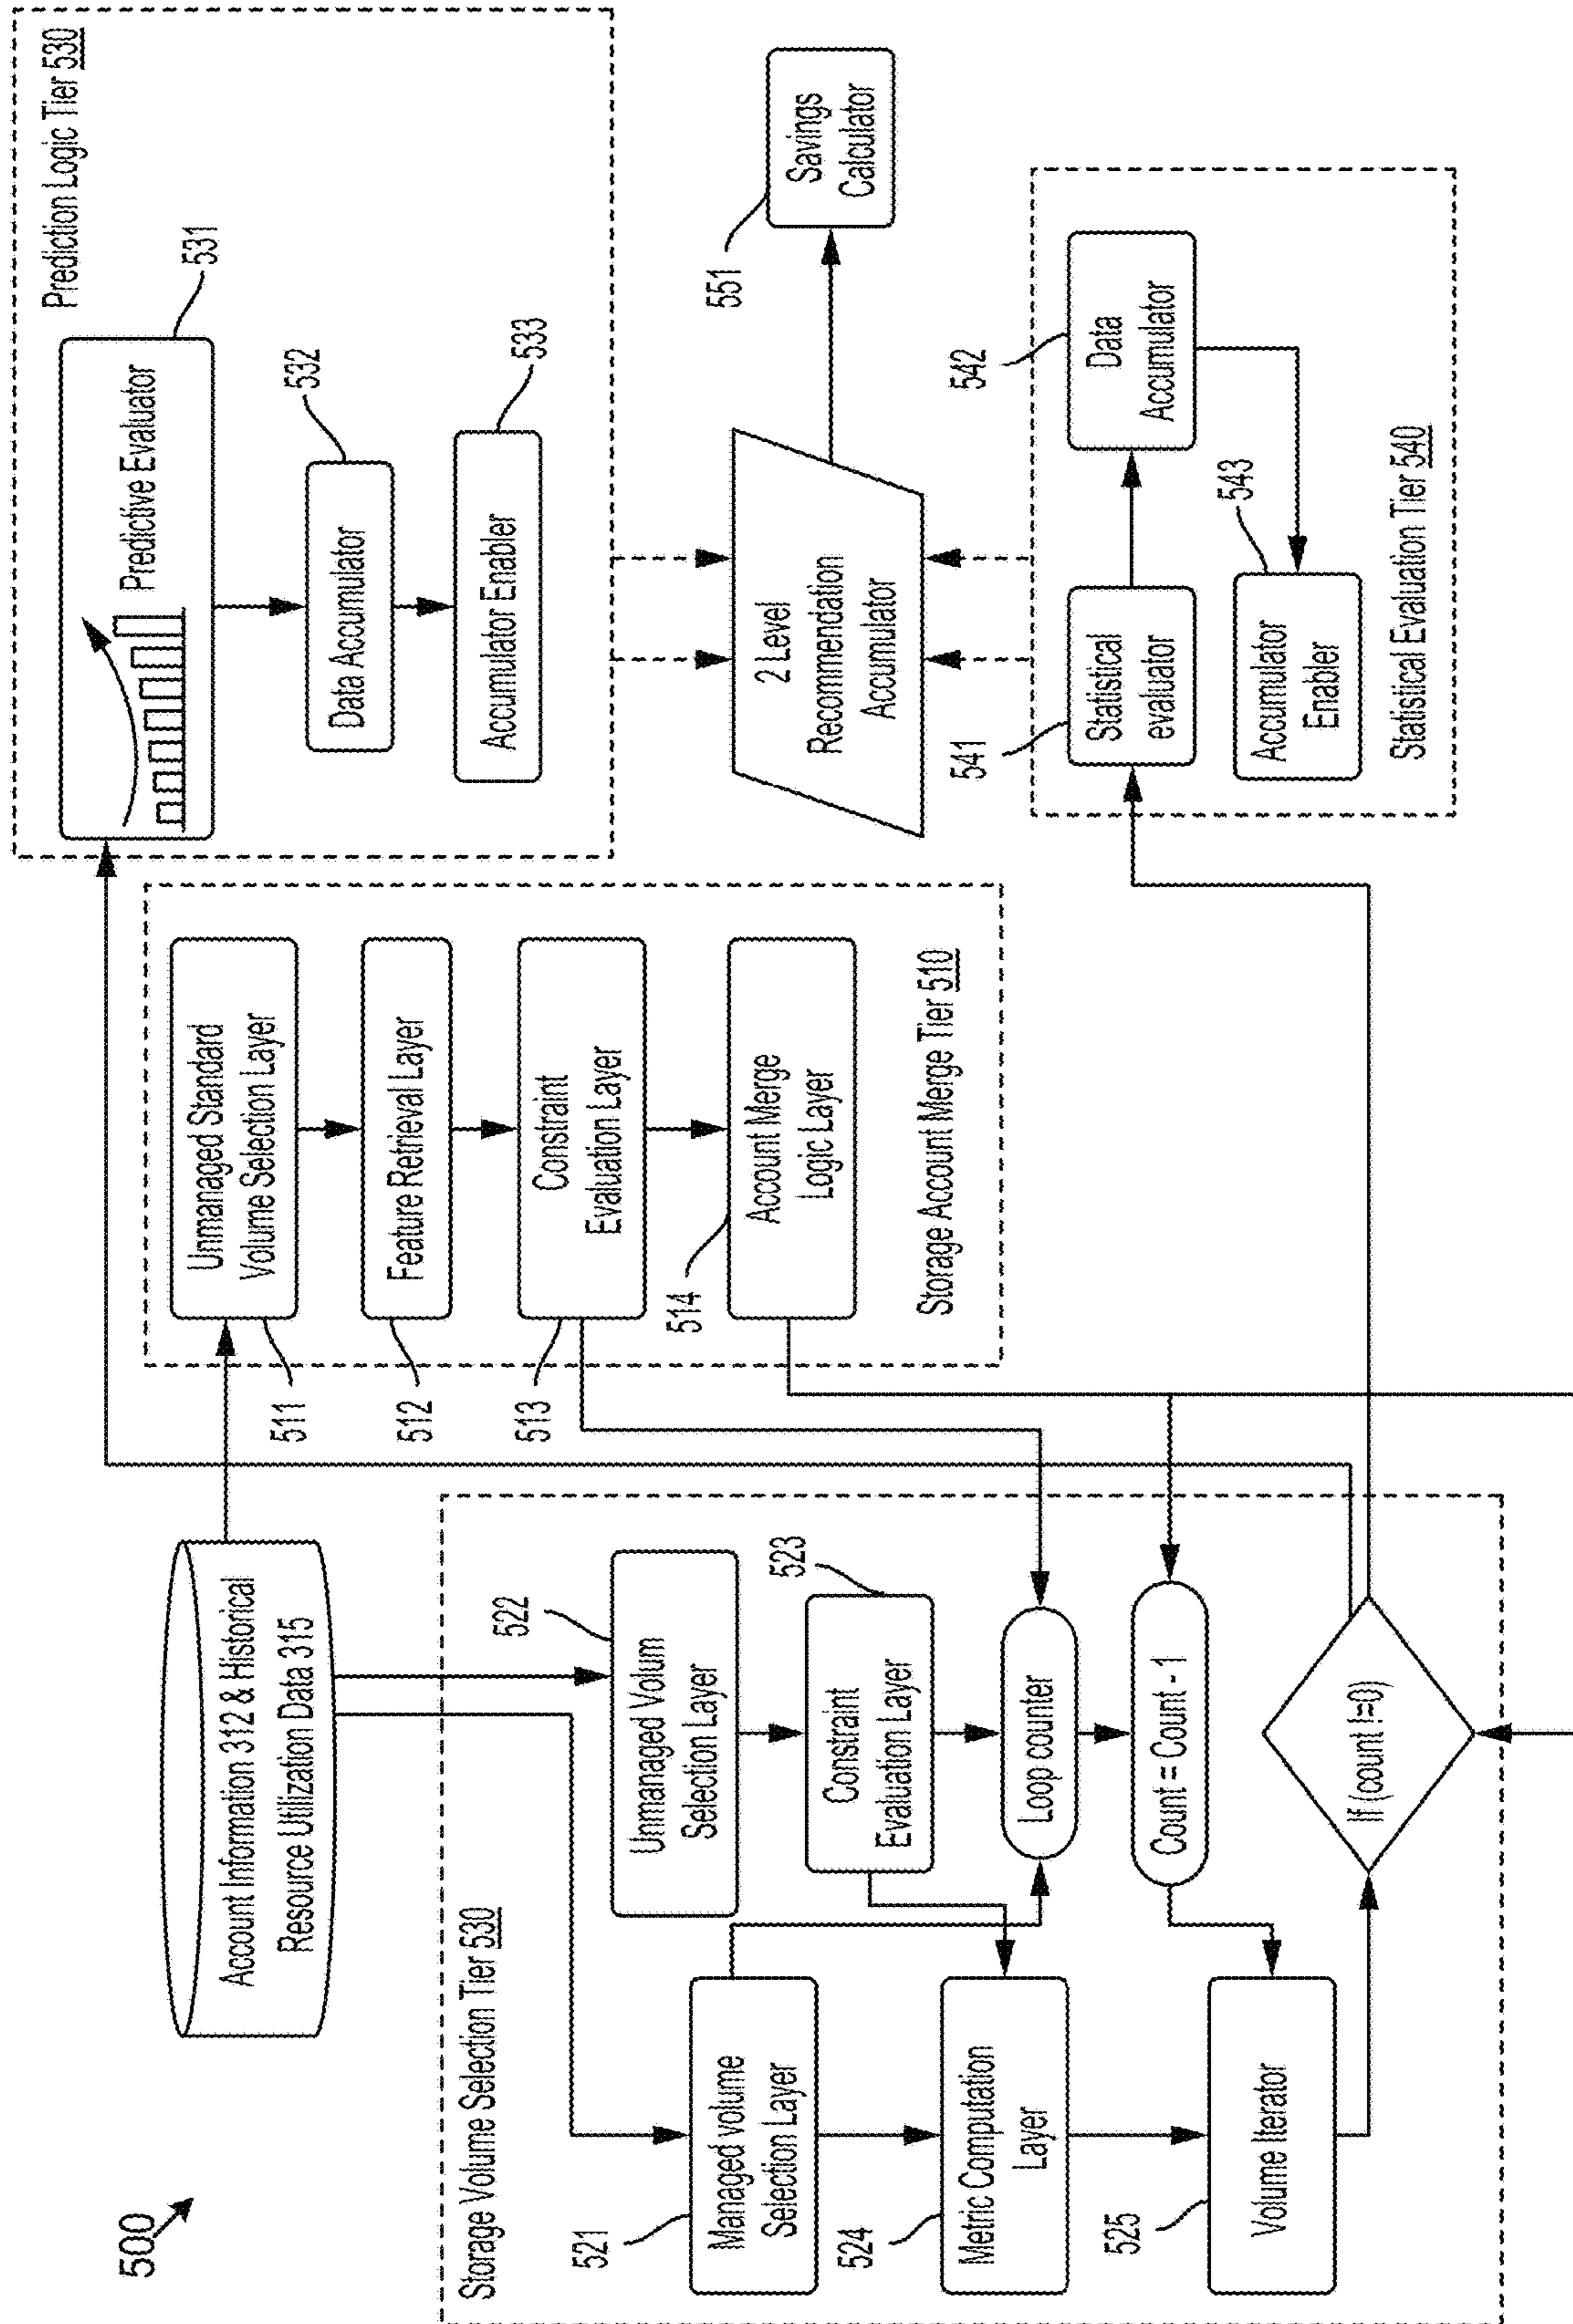 500
Account Information 312 & Historical
Resource Utilization Data 315
Storage Volume Selection Tier 530
521
Managed volume
Selection Layer
522
Unmanaged Volum
Selection Layer
523
Constraint
Evaluation Layer
524
Metric Computation
Layer
Loop counter
Count = Count - 1
525
Volume Iterator
If (count !=0)
511
Unmanaged Standard
Volume Selection Layer
512
Feature Retrieval Layer
513
Constraint
Evaluation Layer
514
Account Merge
Logic Layer
Storage Account Merge Tier 510
Prediction Logic Tier 530
531
Predictive Evaluator
532
Data Accumulator
533
Accumulator Enabler
2 Level
Recommendation
Accumulator
551
Savings
Calculator
541
Statistical
evaluator
542
Data
Accumulator
543
Accumulator
Enabler
Statistical Evaluation Tier 540